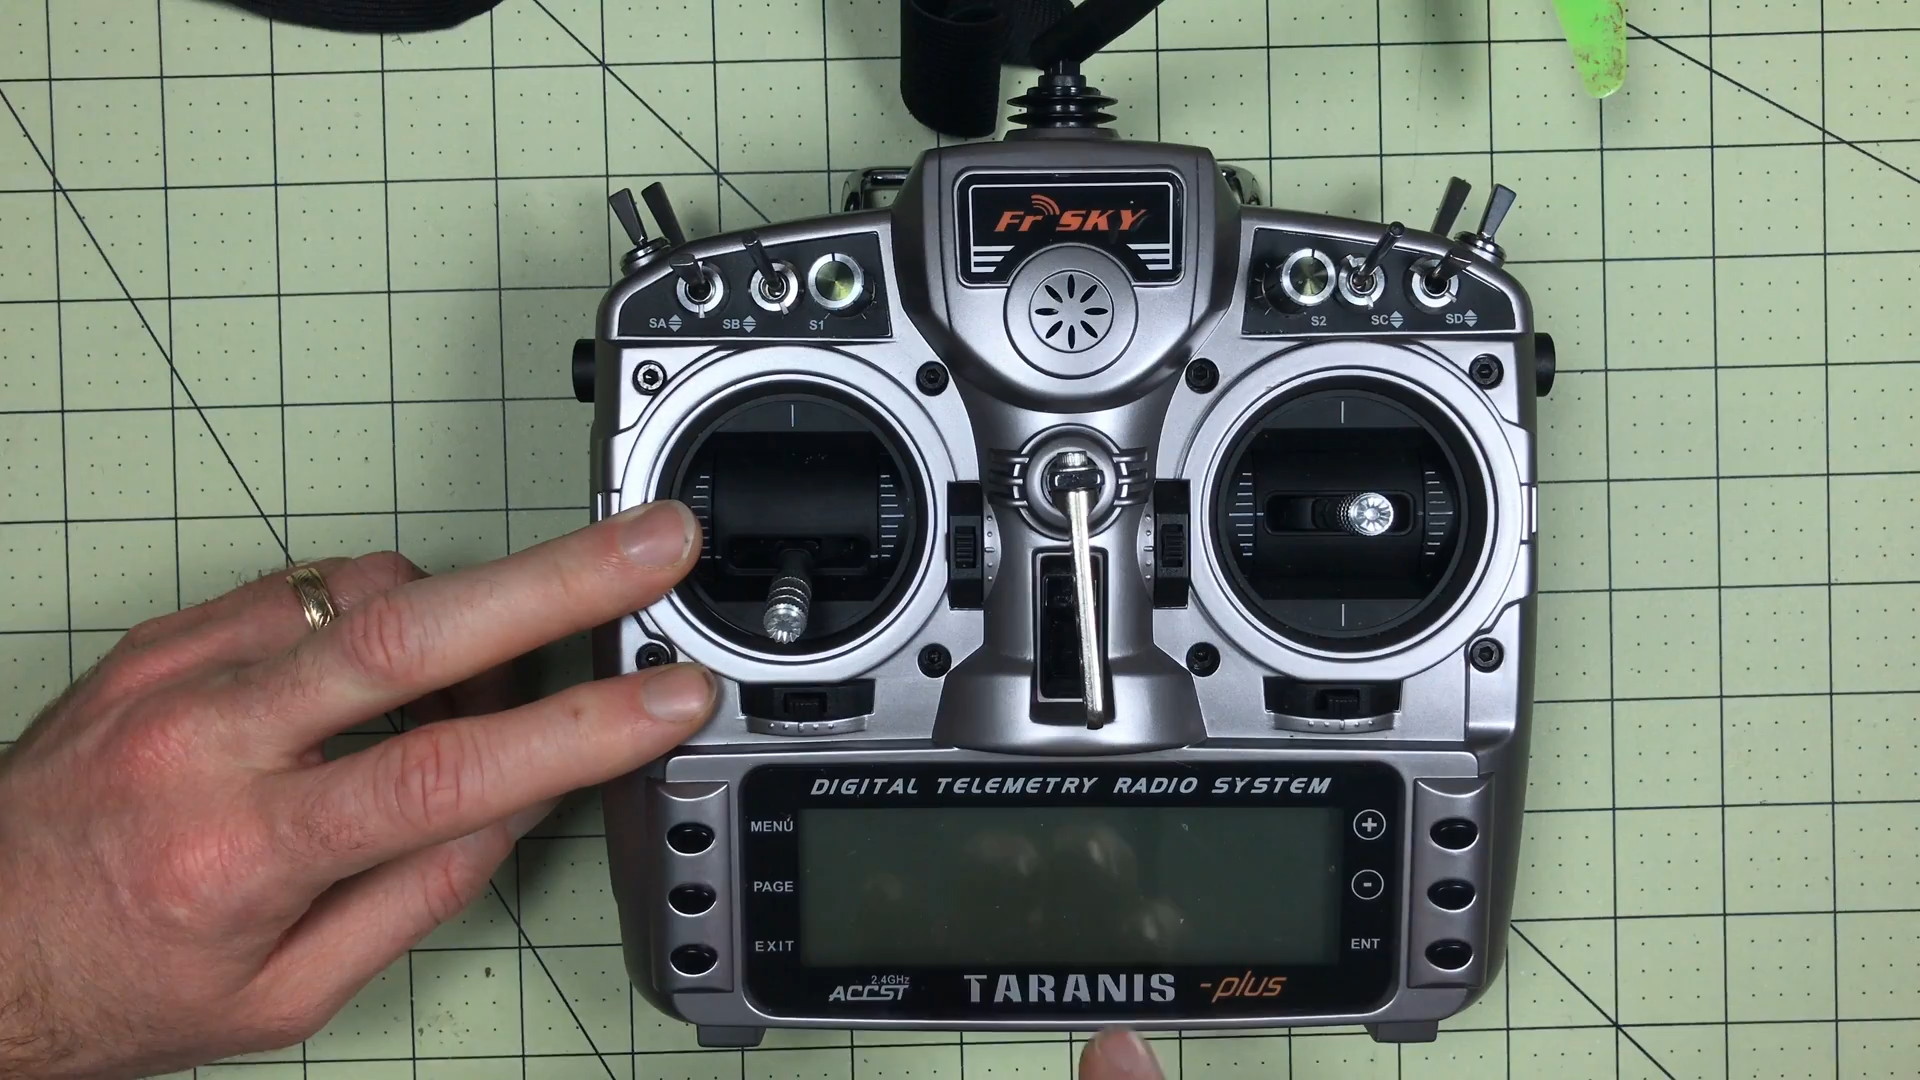 FrSKY
SA SB S1
S2 SC SD
DIGITAL TELEMETRY RADIO SYSTEM
MENÚ
PAGE
EXIT
+
-
ENT
2.4GHz
ACCST
TARANIS -plus